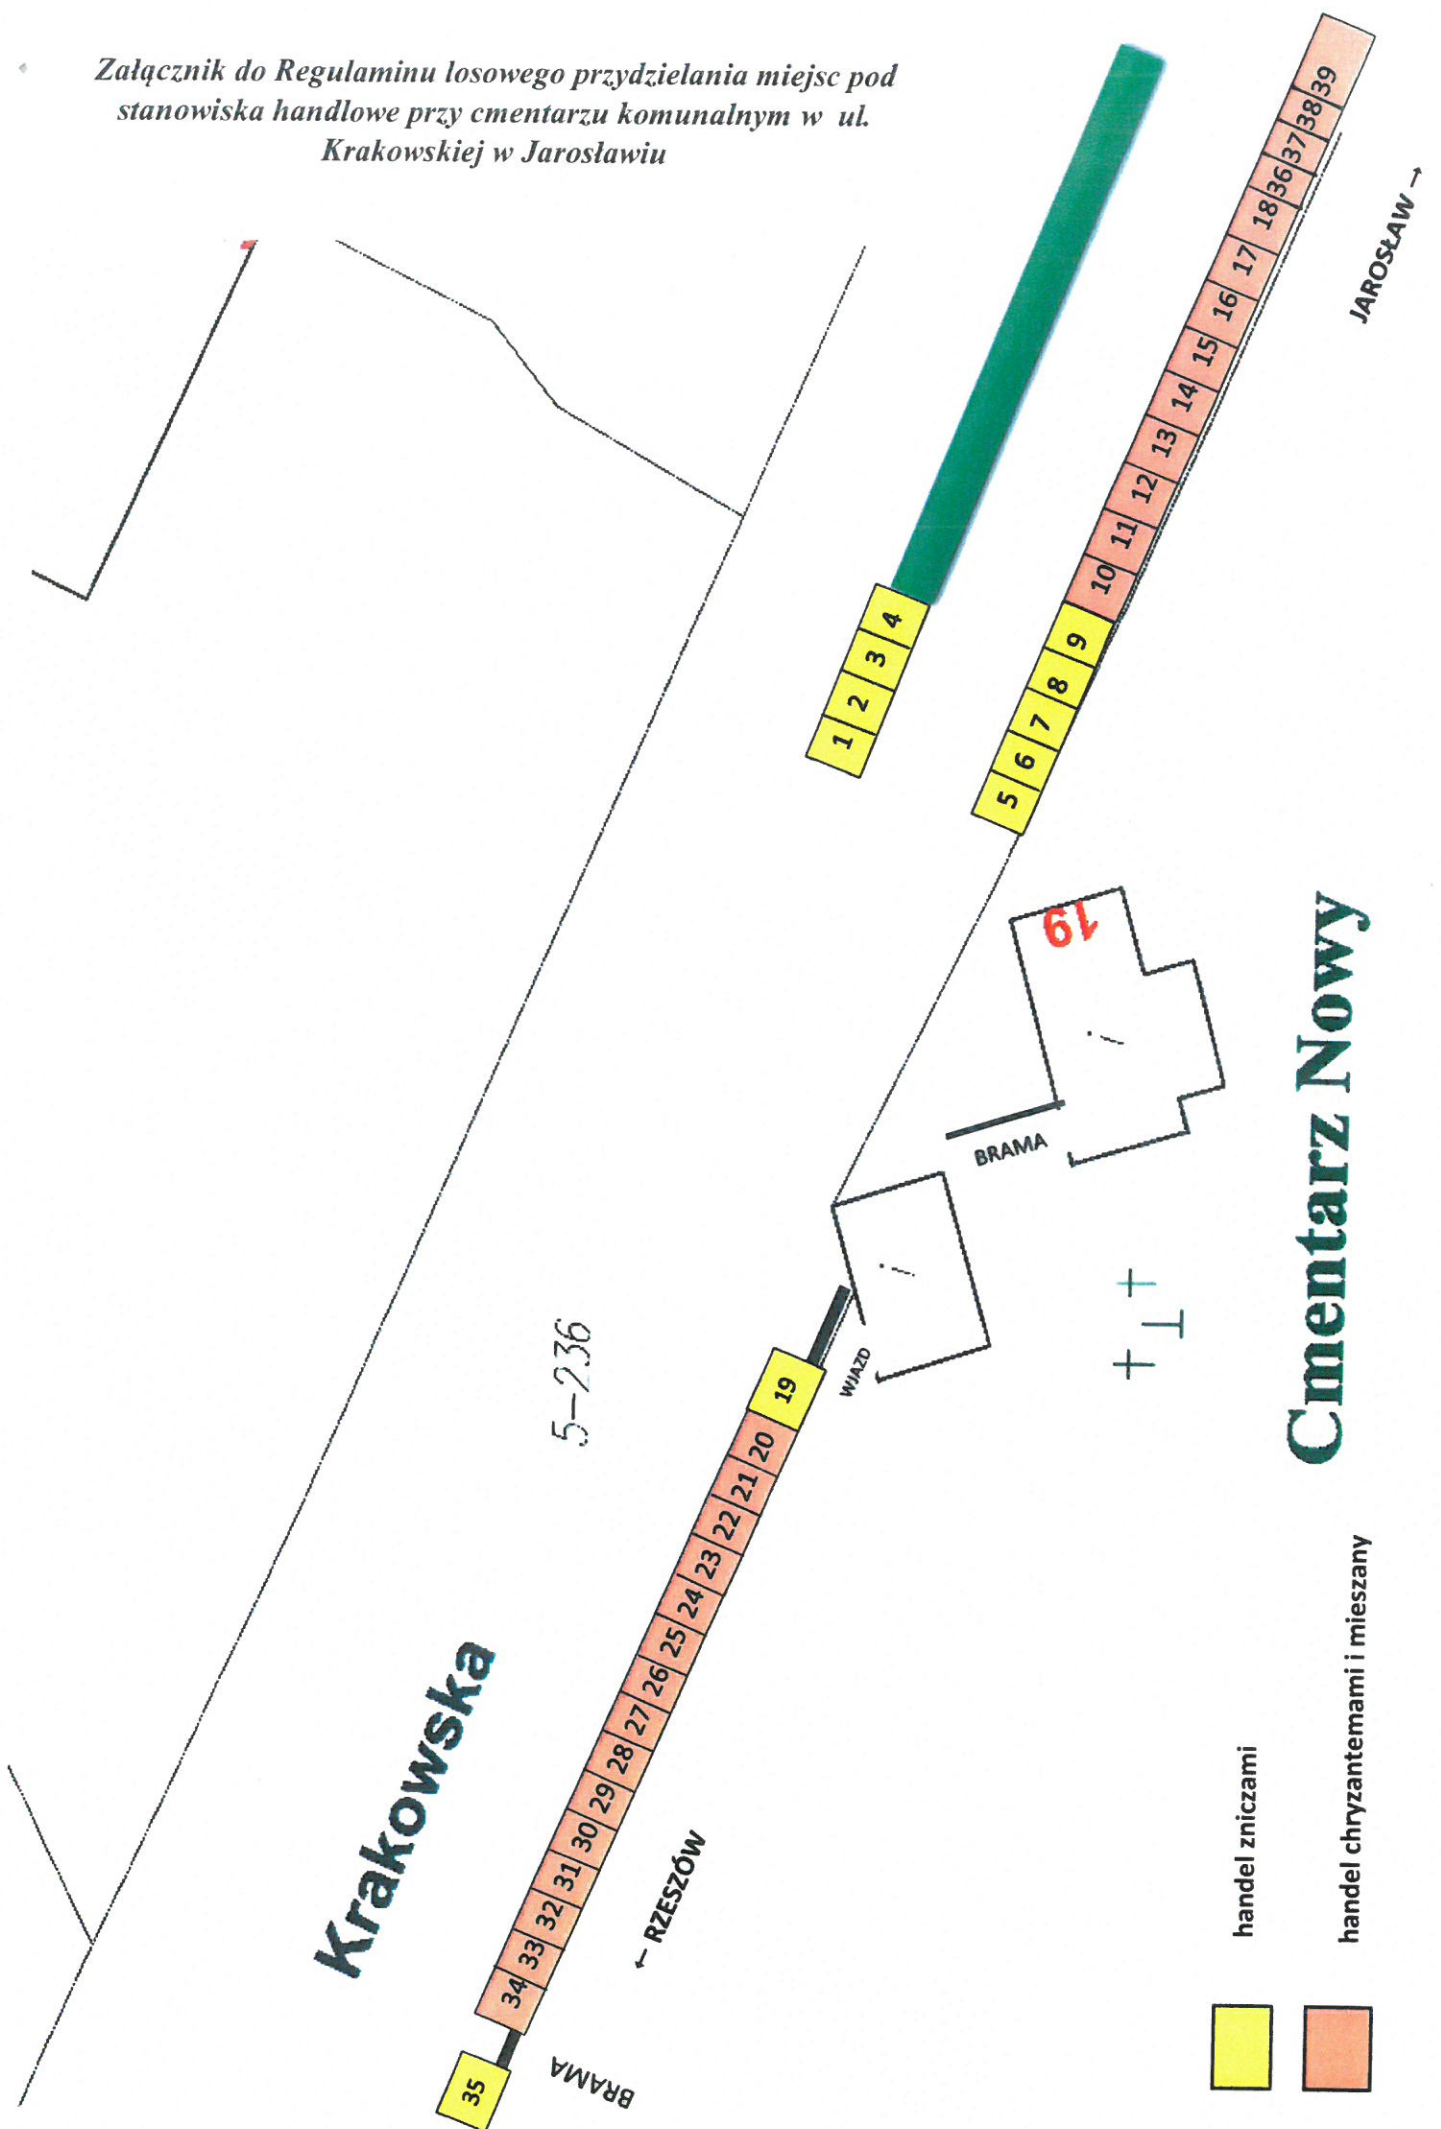 Załącznik do Regulaminu losowego przydzielania miejsc pod
stanowiska handlowe przy cmentarzu komunalnym w ul.
Krakowskiej w Jarosławiu
39
38
37
36
18
17
16
15
14
13
12
11
10
9
8
7
6
5
4
3
2
1
JAROSŁAW →
19
i
BRAMA
i
WJAZD
Cmentarz Nowy
5-236
19
20
21
22
23
24
25
26
27
28
29
30
31
32
33
34
35
Krakowska
← RZESZÓW
BRAMA
handel zniczami
handel chryzantemami i mieszany